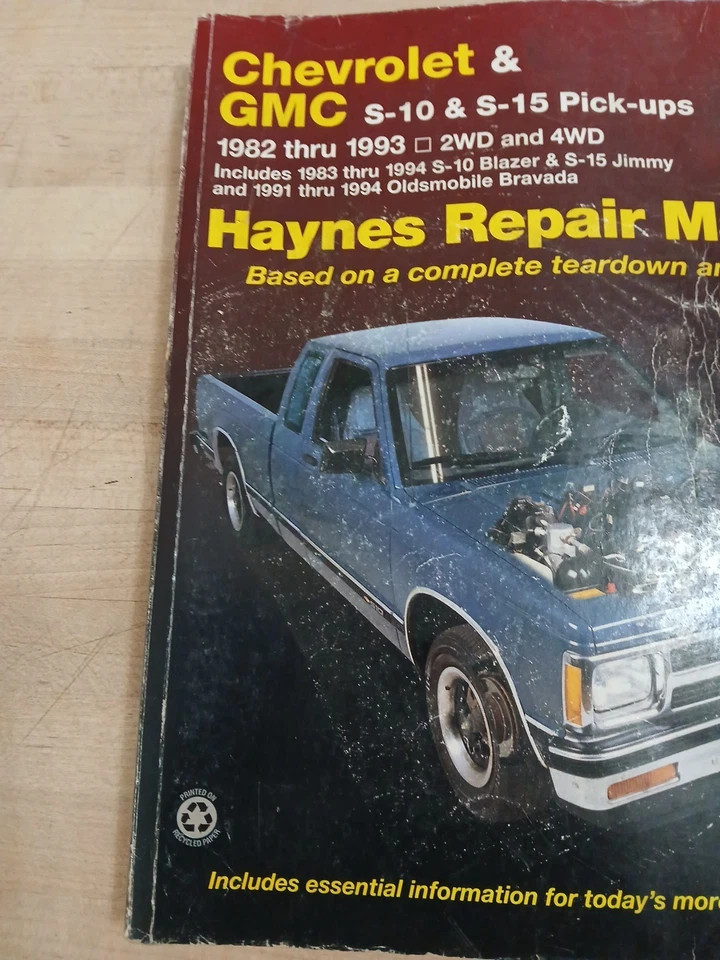 Chevrolet &
GMC S-10 & S-15 Pick-ups
1982 thru 1993 □ 2WD and 4WD
Includes 1983 thru 1994 S-10 Blazer & S-15 Jimmy
and 1991 thru 1994 Oldsmobile Bravada
Haynes Repair M
Based on a complete teardown an
PRINTED ON
RECYCLED PAPER
Includes essential information for today's more